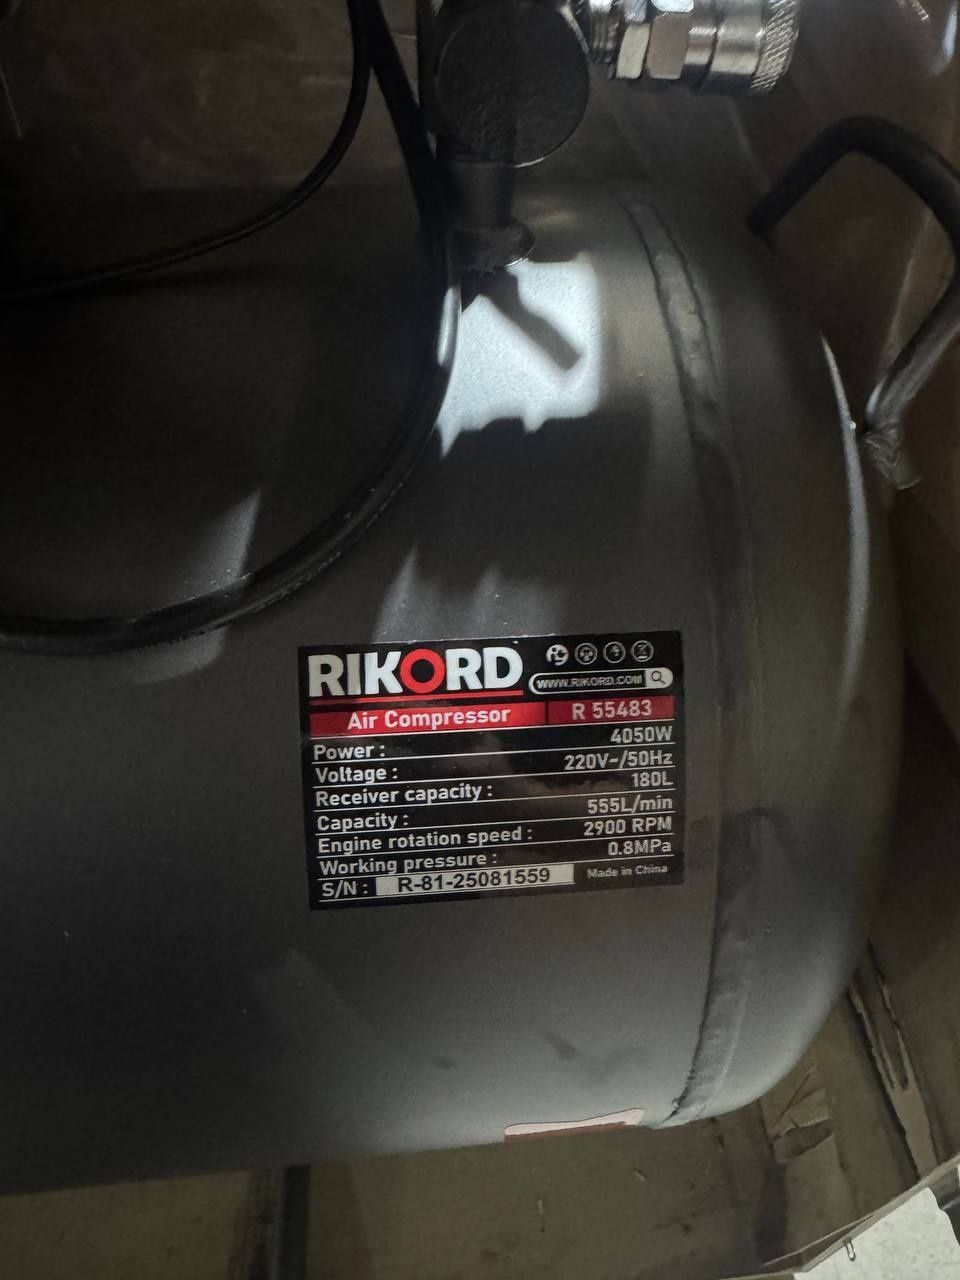 RIKORD
WWW.RIKORD.COM
Air Compressor R 55483
Power : 4050W
Voltage : 220V~/50Hz
Receiver capacity : 180L
Capacity : 555L/min
Engine rotation speed : 2900 RPM
Working pressure : 0.8MPa
S/N : R-81-25081559 Made in China